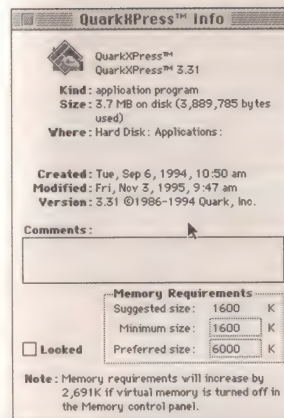 QuarkXPress™ Info
QuarkXPress™
QuarkXPress™ 3.31
Kind: application program
Size: 3.7 MB on disk (3,889,785 bytes
used)
Where: Hard Disk: Applications:
Created: Tue, Sep 6, 1994, 10:50 am
Modified: Fri, Nov 3, 1995, 9:47 am
Version: 3.31 ©1986-1994 Quark, Inc.
Comments:
Memory Requirements
Suggested size: 1600 K
Minimum size: 1600 K
Locked
Preferred size: 6000 K
Note: Memory requirements will increase by
2,691K if virtual memory is turned off in
the Memory control panel.